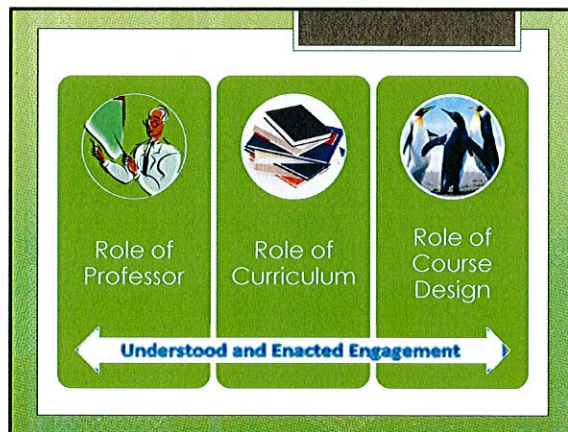 Role of
Professor
Role of
Curriculum
Role of
Course
Design
Understood and Enacted Engagement